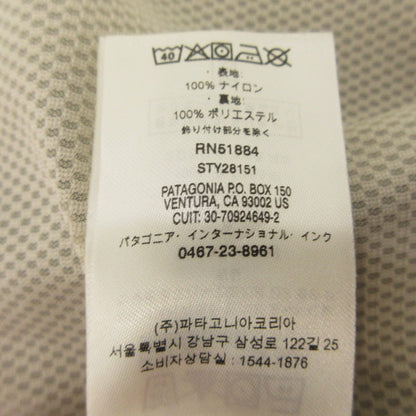 40
・表地:
100% ナイロン
・裏地:
100% ポリエステル
飾り付け部分を除く
RN51884
STY28151
PATAGONIA P.O. BOX 150
VENTURA, CA 93002 US
CUIT: 30-70924649-2
パタゴニア・インターナショナル・インク
0467-23-8961
(주)파타고니아코리아
서울특별시 강남구 삼성로 122길 25
소비자상담실 : 1544-1876